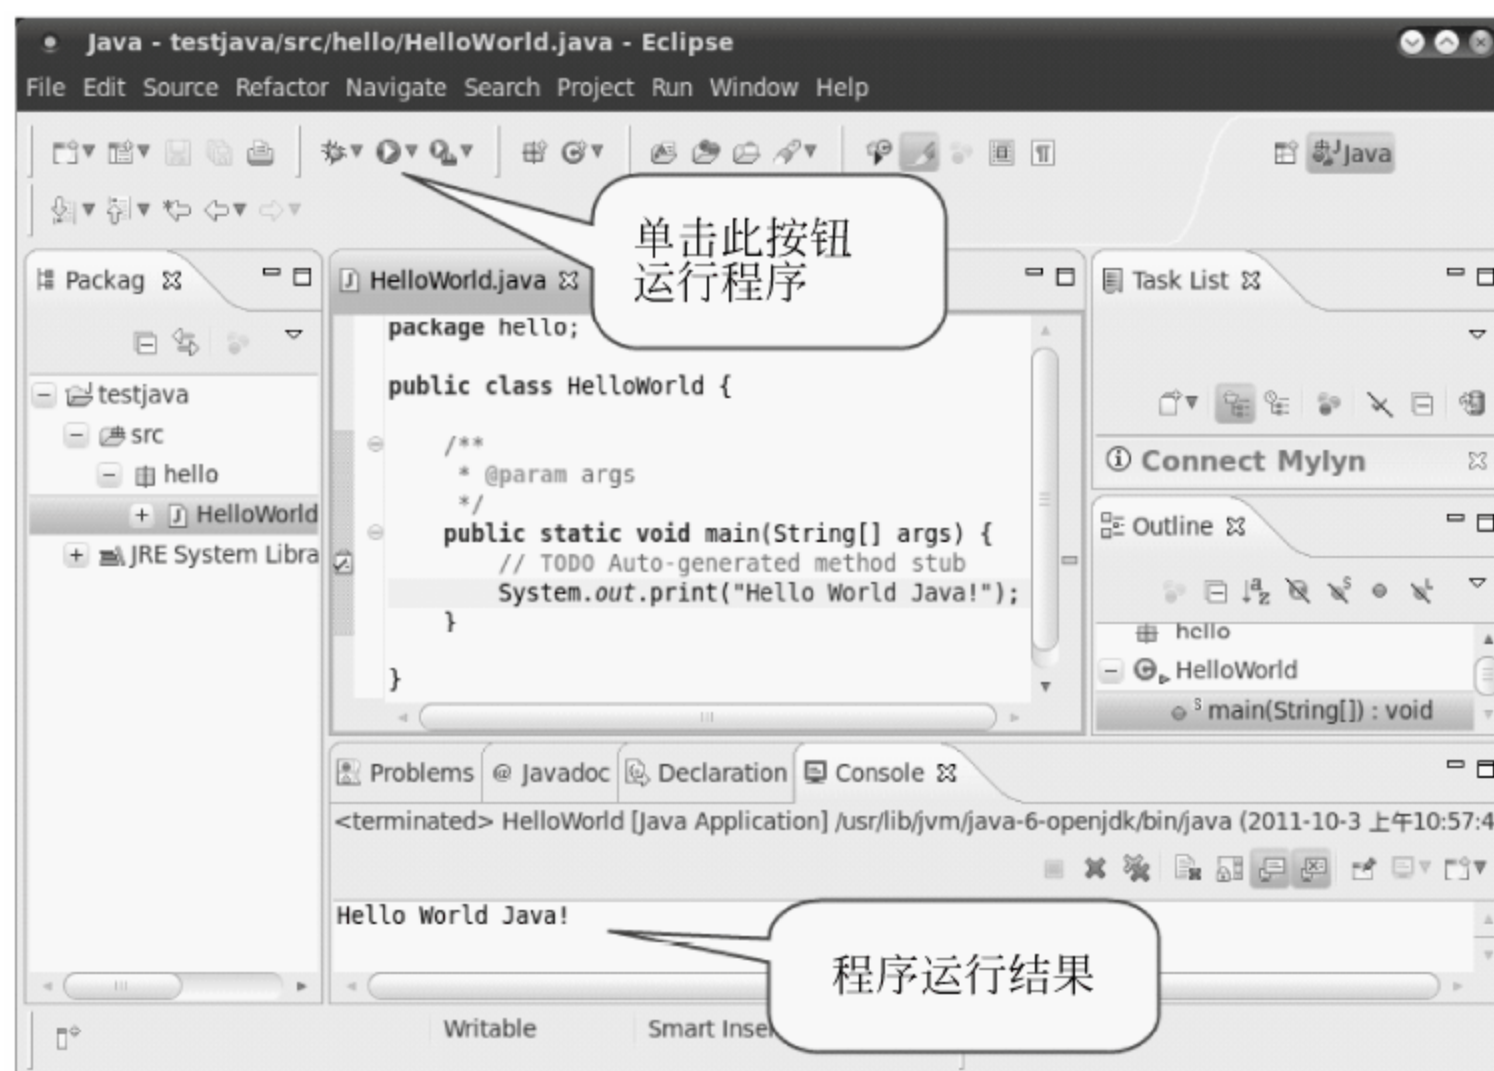 Java - testjava/src/hello/HelloWorld.java - Eclipse
File Edit Source Refactor Navigate Search Project Run Window Help
Java
单击此按钮
运行程序
Packag
testjava
src
hello
HelloWorld
JRE System Libra
HelloWorld.java
package hello;
public class HelloWorld {
/**
* @param args
*/
public static void main(String[] args) {
// TODO Auto-generated method stub
System.out.print("Hello World Java!");
}
}
Task List
Connect Mylyn
Outline
hello
HelloWorld
main(String[]) : void
Problems @ Javadoc Declaration Console
<terminated> HelloWorld [Java Application] /usr/lib/jvm/java-6-openjdk/bin/java (2011-10-3 上午10:57:4
Hello World Java!
程序运行结果
Writable Smart Inse